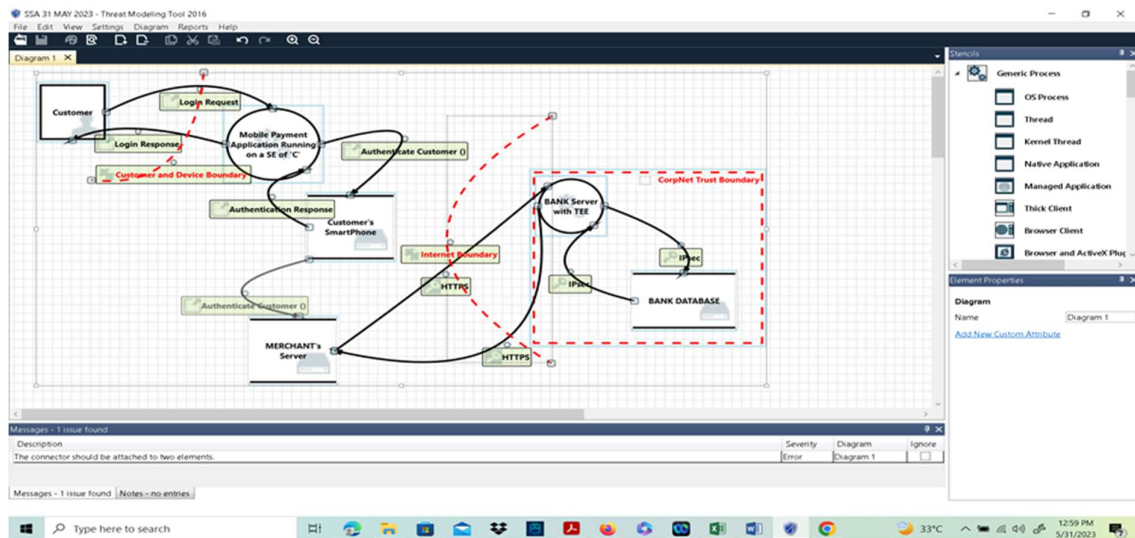 SSA 31 MAY 2023 - Threat Modeling Tool 2016
File Edit View Settings Diagram Reports Help
Diagram 1
Customer
Login Request
Login Response
Mobile Payment
Application Running
on a SE of 'C'
Authenticate Customer ()
Customer and Device Boundary
Authentication Response
Customer's
SmartPhone
Internet Boundary
HTTPS
Authenticate Customer ()
MERCHANT's
Server
HTTPS
CorpNet Trust Boundary
BANK Server
with TEE
IPsec
IPsec
BANK DATABASE
Stencils
Generic Process
OS Process
Thread
Kernel Thread
Native Application
Managed Application
Thick Client
Browser Client
Browser and ActiveX Plug
Element Properties
Diagram
Name Diagram 1
Add New Custom Attribute
Messages - 1 issue found
Description Severity Diagram Ignore
The connector should be attached to two elements. Error Diagram 1
Messages - 1 issue found Notes - no entries
Type here to search
33°C
12:59 PM
5/31/2023